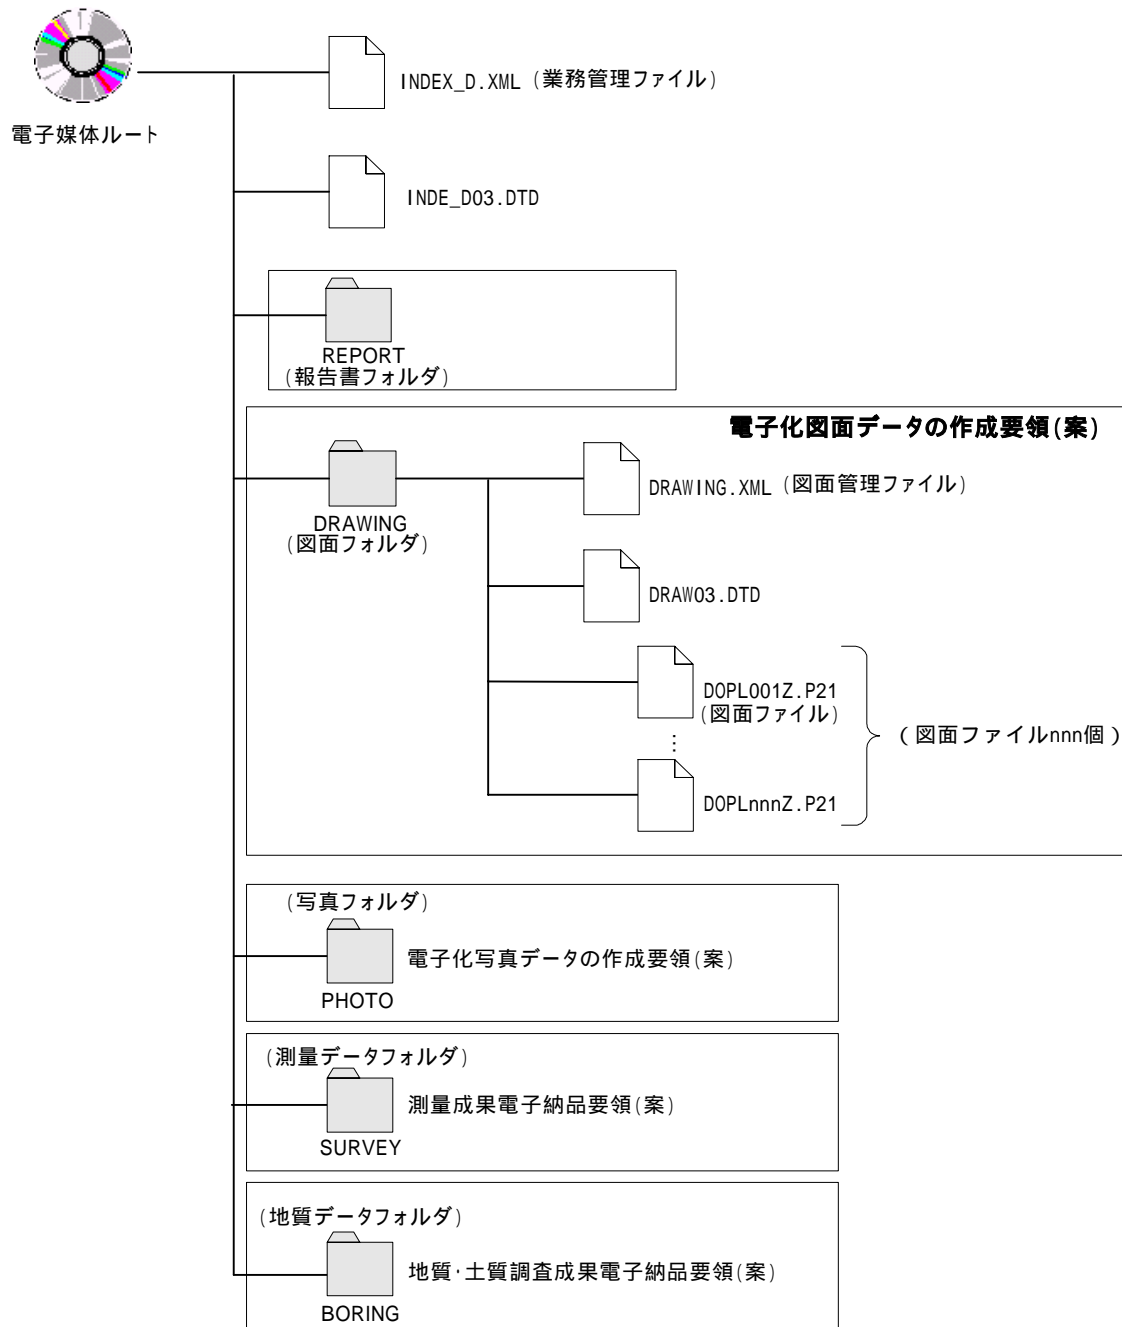 INDEX_D.XML (業務管理ファイル)
電子媒体ルート
INDE_D03.DTD
REPORT
(報告書フォルダ)
電子化図面データの作成要領(案)
DRAWING.XML (図面管理ファイル)
DRAWING
(図面フォルダ)
DRAW03.DTD
D0PL001Z.P21
(図面ファイル)
(図面ファイルnnn個)
⋮
D0PLnnnZ.P21
(写真フォルダ)
電子化写真データの作成要領(案)
PHOTO
(測量データフォルダ)
測量成果電子納品要領(案)
SURVEY
(地質データフォルダ)
地質・土質調査成果電子納品要領(案)
BORING